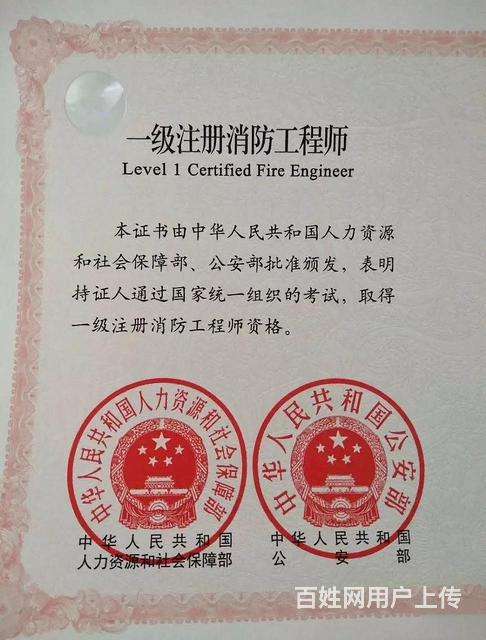 一级注册消防工程师
Level 1 Certified Fire Engineer
本证书由中华人民共和国人力资源
和社会保障部、公安部批准颁发，表明
持证人通过国家统一组织的考试，取得
一级注册消防工程师资格。
中华人民共和国人力资源和社会保障部
中华人民共和国公安部
中华人民共和国
人力资源和社会保障部
中华人民共和国
公安部
百姓网用户上传